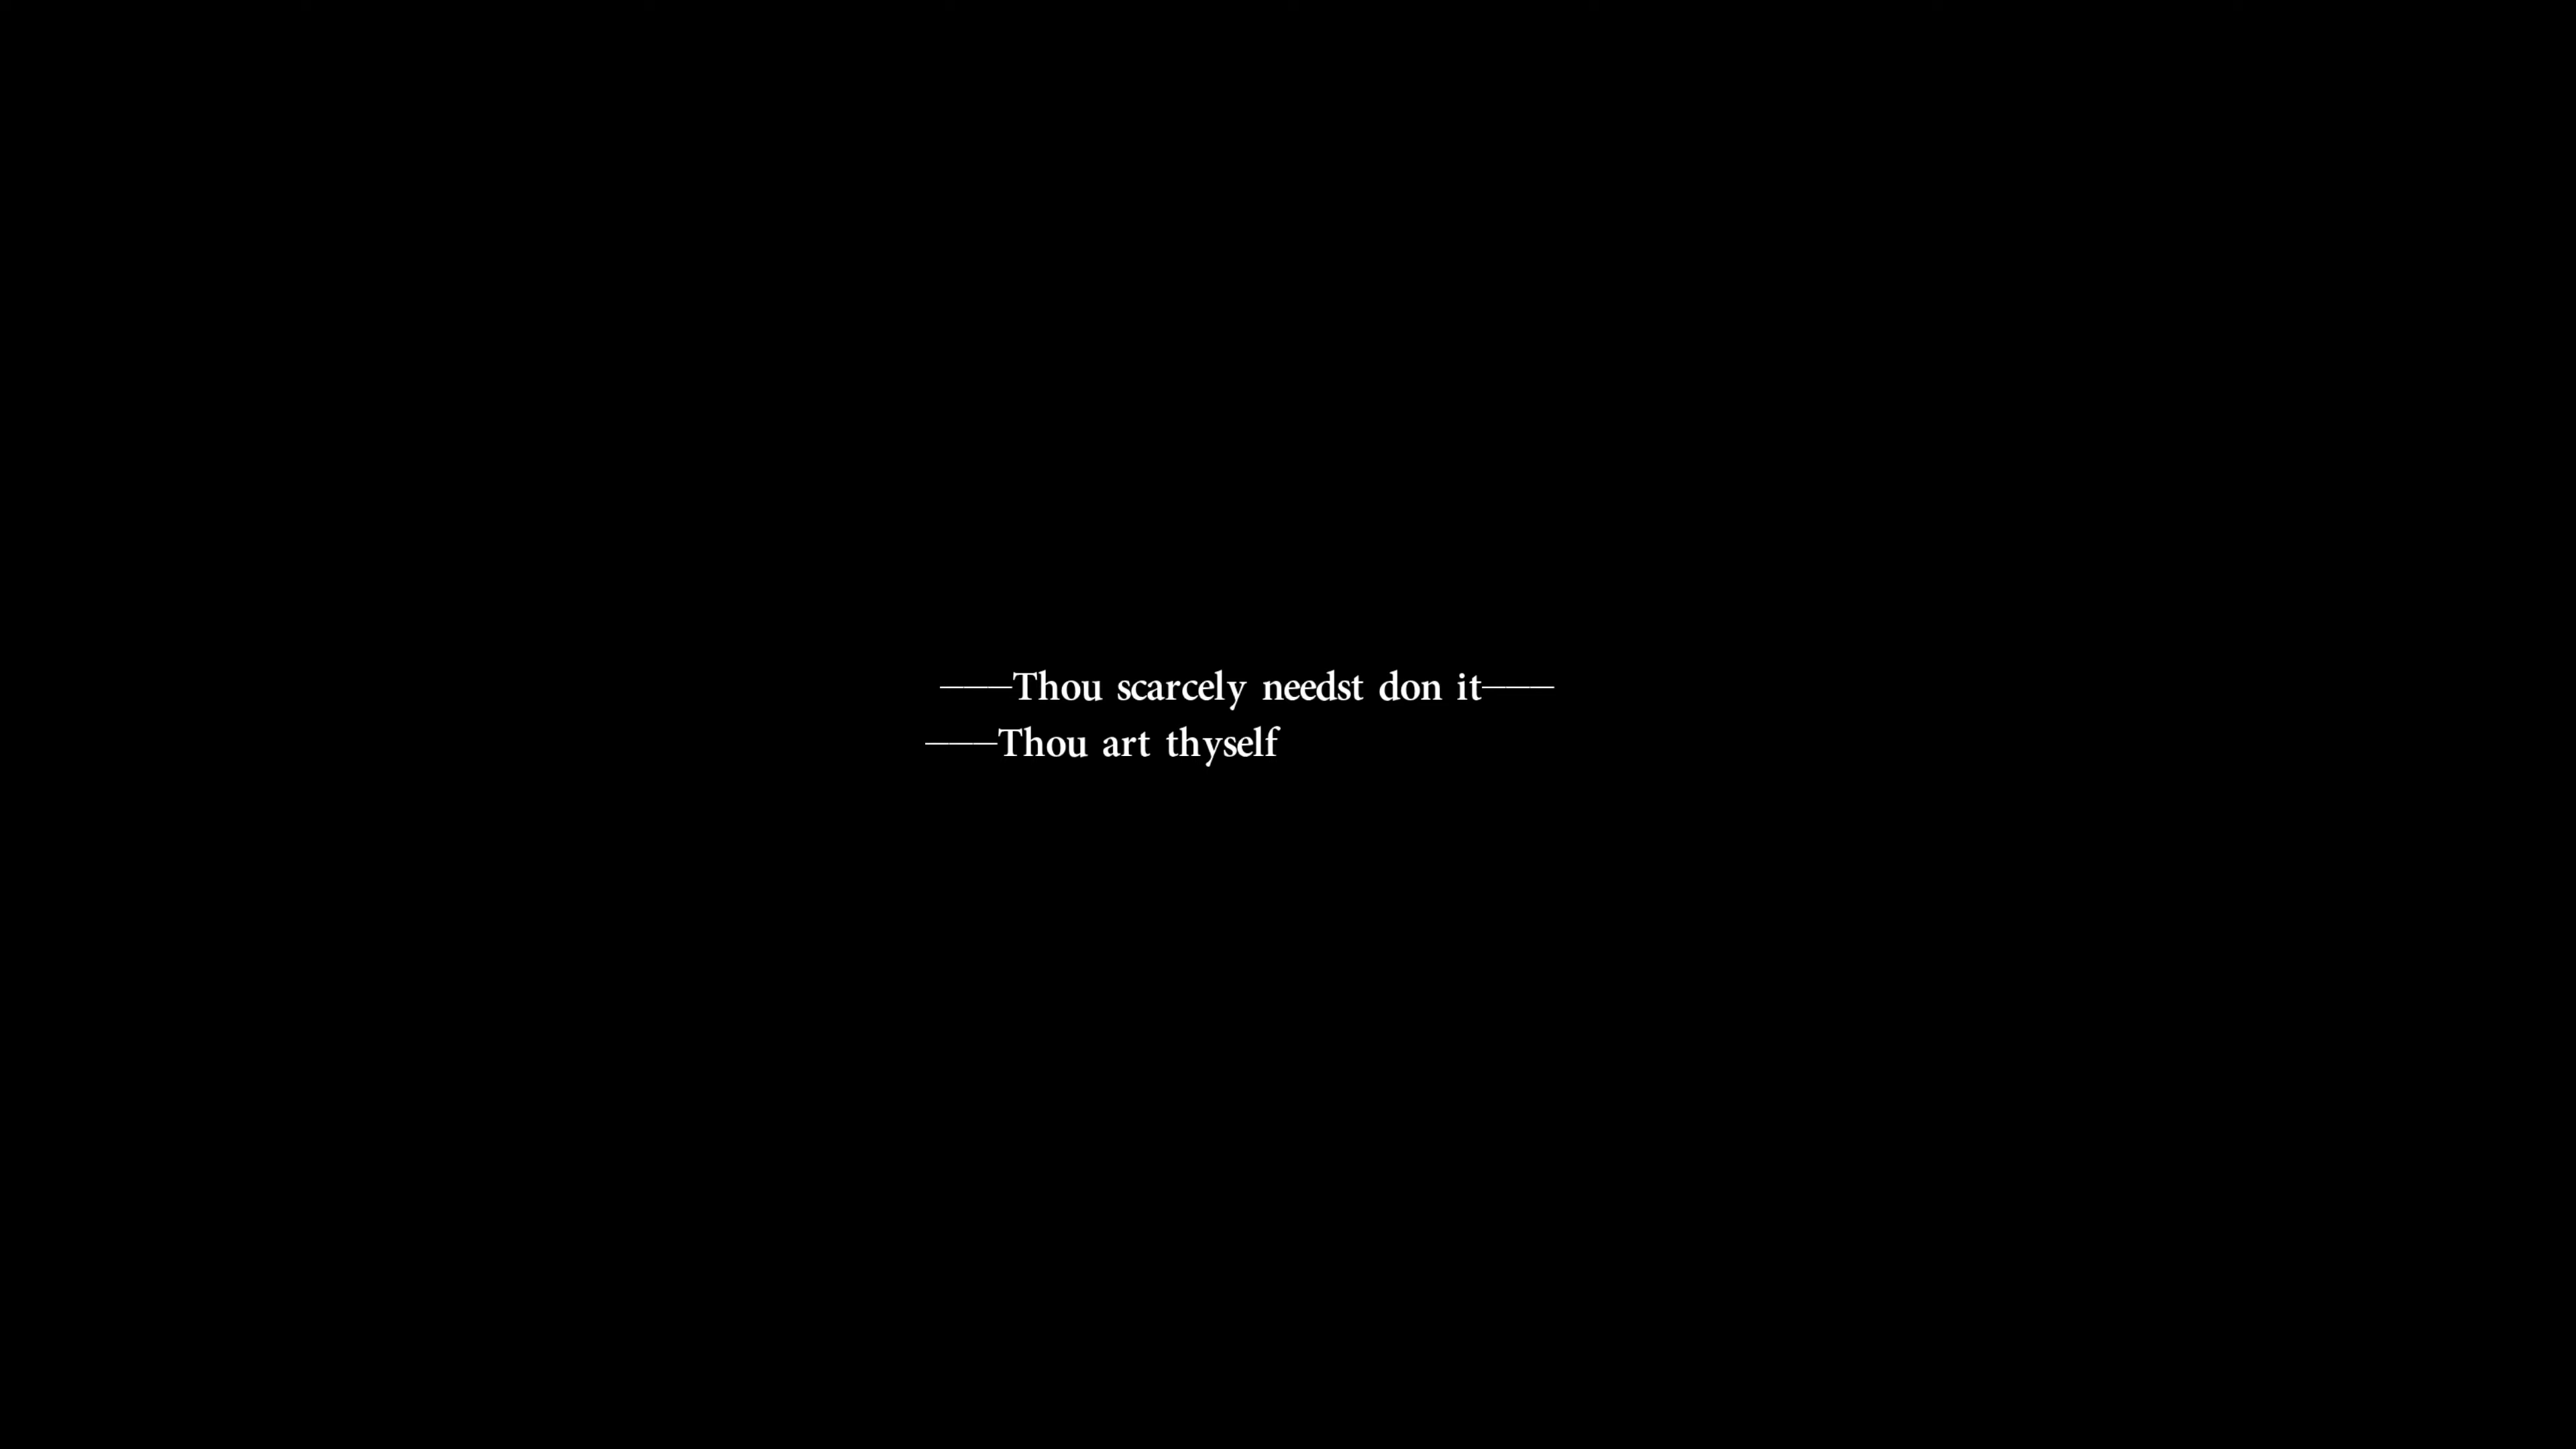 ———Thou scarcely needst don it———
———Thou art thyself